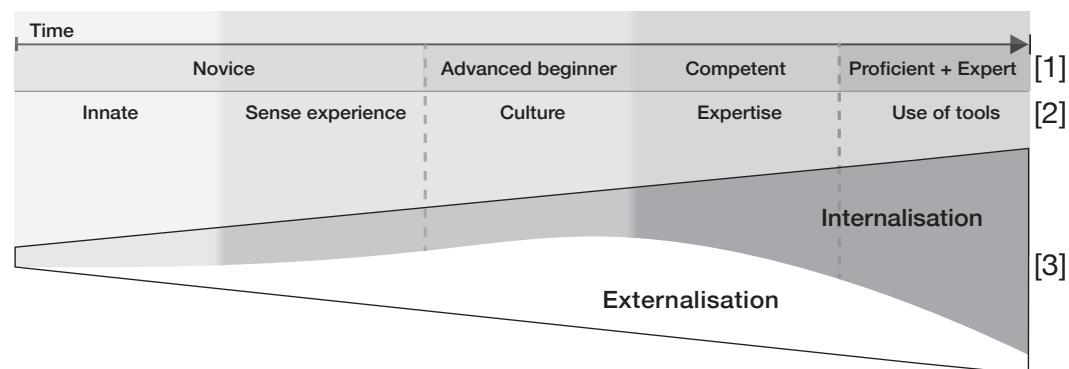 Time
Novice Advanced beginner Competent Proficient + Expert [1]
Innate Sense experience Culture Expertise Use of tools [2]
Internalisation
[3]
Externalisation